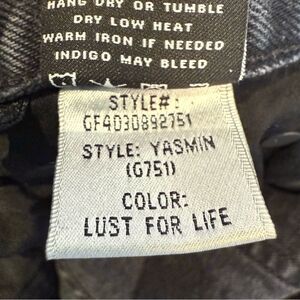 HANG DRY OR TUMBLE
DRY LOW HEAT
WARM IRON IF NEEDED
INDIGO MAY BLEED
STYLE#:
GF4030892751
STYLE: YASMIN
(G751)
COLOR:
LUST FOR LIFE